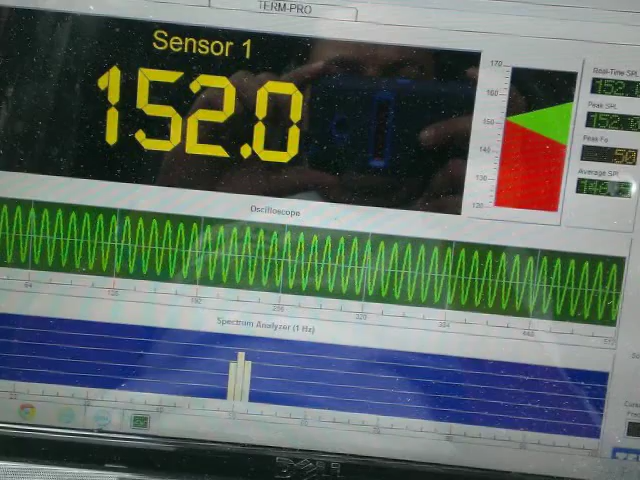 TERM-PRO
Sensor 1
152.0
170
160
150
140
130
120
Real-Time SPL
152.0
Peak SPL
152.0
Peak Fo
50
Average SPL
Oscilloscope
64
128
192
256
320
384
448
512
Spectrum Analyzer (1 Hz)
DELL